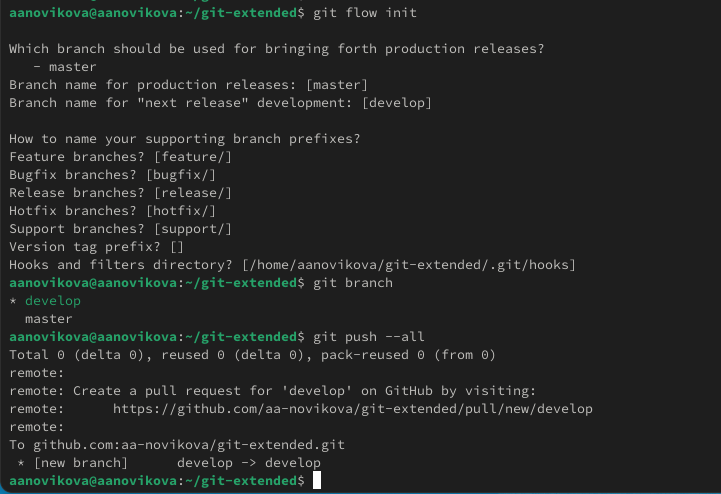 aanovikova@aanovikova:~/git-extended$ git flow init

Which branch should be used for bringing forth production releases?
   - master
Branch name for production releases: [master]
Branch name for "next release" development: [develop]

How to name your supporting branch prefixes?
Feature branches? [feature/]
Bugfix branches? [bugfix/]
Release branches? [release/]
Hotfix branches? [hotfix/]
Support branches? [support/]
Version tag prefix? []
Hooks and filters directory? [/home/aanovikova/git-extended/.git/hooks]
aanovikova@aanovikova:~/git-extended$ git branch
* develop
  master
aanovikova@aanovikova:~/git-extended$ git push --all
Total 0 (delta 0), reused 0 (delta 0), pack-reused 0 (from 0)
remote:
remote: Create a pull request for 'develop' on GitHub by visiting:
remote:      https://github.com/aa-novikova/git-extended/pull/new/develop
remote:
To github.com:aa-novikova/git-extended.git
 * [new branch]      develop -> develop
aanovikova@aanovikova:~/git-extended$